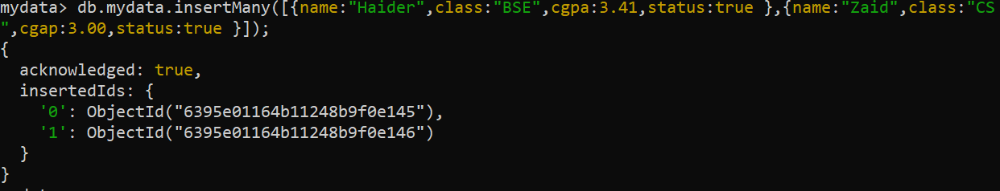 mydata> db.mydata.insertMany([{name:"Haider",class:"BSE",cgpa:3.41,status:true },{name:"Zaid",class:"CS
",cgap:3.00,status:true }]);
{
  acknowledged: true,
  insertedIds: {
    '0': ObjectId("6395e01164b11248b9f0e145"),
    '1': ObjectId("6395e01164b11248b9f0e146")
  }
}